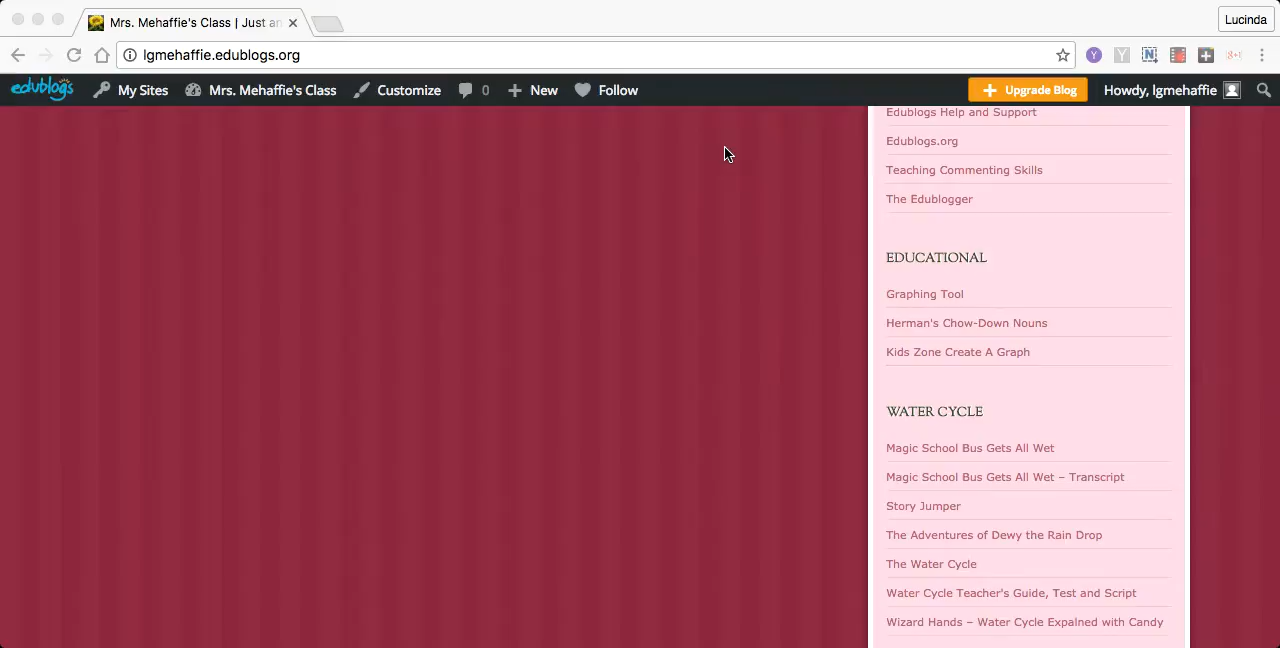 Mrs. Mehaffie's Class | Just an
Lucinda
lgmehaffie.edublogs.org
edublogs My Sites Mrs. Mehaffie's Class Customize 0 New Follow Upgrade Blog Howdy, lgmehaffie
Edublogs Help and Support
Edublogs.org
Teaching Commenting Skills
The Edublogger
EDUCATIONAL
Graphing Tool
Herman's Chow-Down Nouns
Kids Zone Create A Graph
WATER CYCLE
Magic School Bus Gets All Wet
Magic School Bus Gets All Wet – Transcript
Story Jumper
The Adventures of Dewy the Rain Drop
The Water Cycle
Water Cycle Teacher's Guide, Test and Script
Wizard Hands – Water Cycle Expalned with Candy